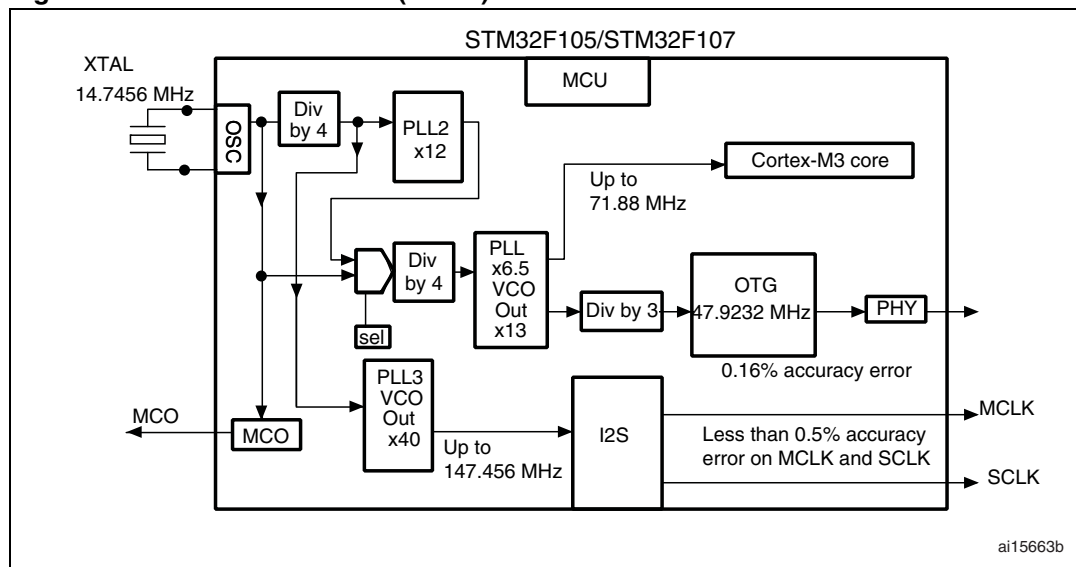 STM32F105/STM32F107
XTAL
14.7456 MHz
OSC
Div
by 4
PLL2
x12
MCU
Cortex-M3 core
Up to
71.88 MHz
sel
Div
by 4
PLL
x6.5
VCO
Out
x13
Div by 3
OTG
47.9232 MHz
PHY
0.16% accuracy error
MCO
MCO
PLL3
VCO
Out
x40
Up to
147.456 MHz
I2S
MCLK
Less than 0.5% accuracy
error on MCLK and SCLK
SCLK
ai15663b